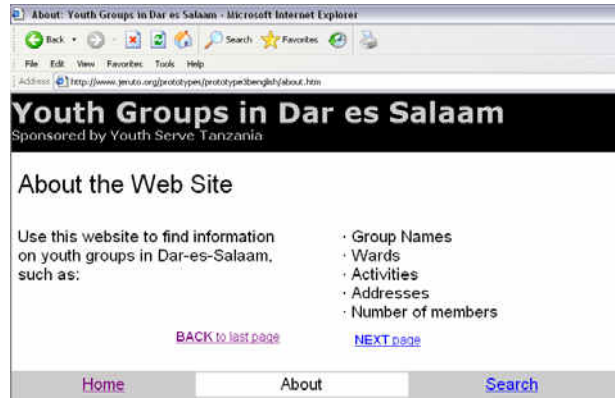 About: Youth Groups in Dar es Salaam - Microsoft Internet Explorer
Back Search Favorites
File Edit View Favorites Tools Help
Address http://www.jeruto.org/prototypes/prototype3benglish/about.htm
Youth Groups in Dar es Salaam
Sponsored by Youth Serve Tanzania
About the Web Site
Use this website to find information
on youth groups in Dar-es-Salaam,
such as:
· Group Names
· Wards
· Activities
· Addresses
· Number of members
BACK to last page NEXT page
Home About Search